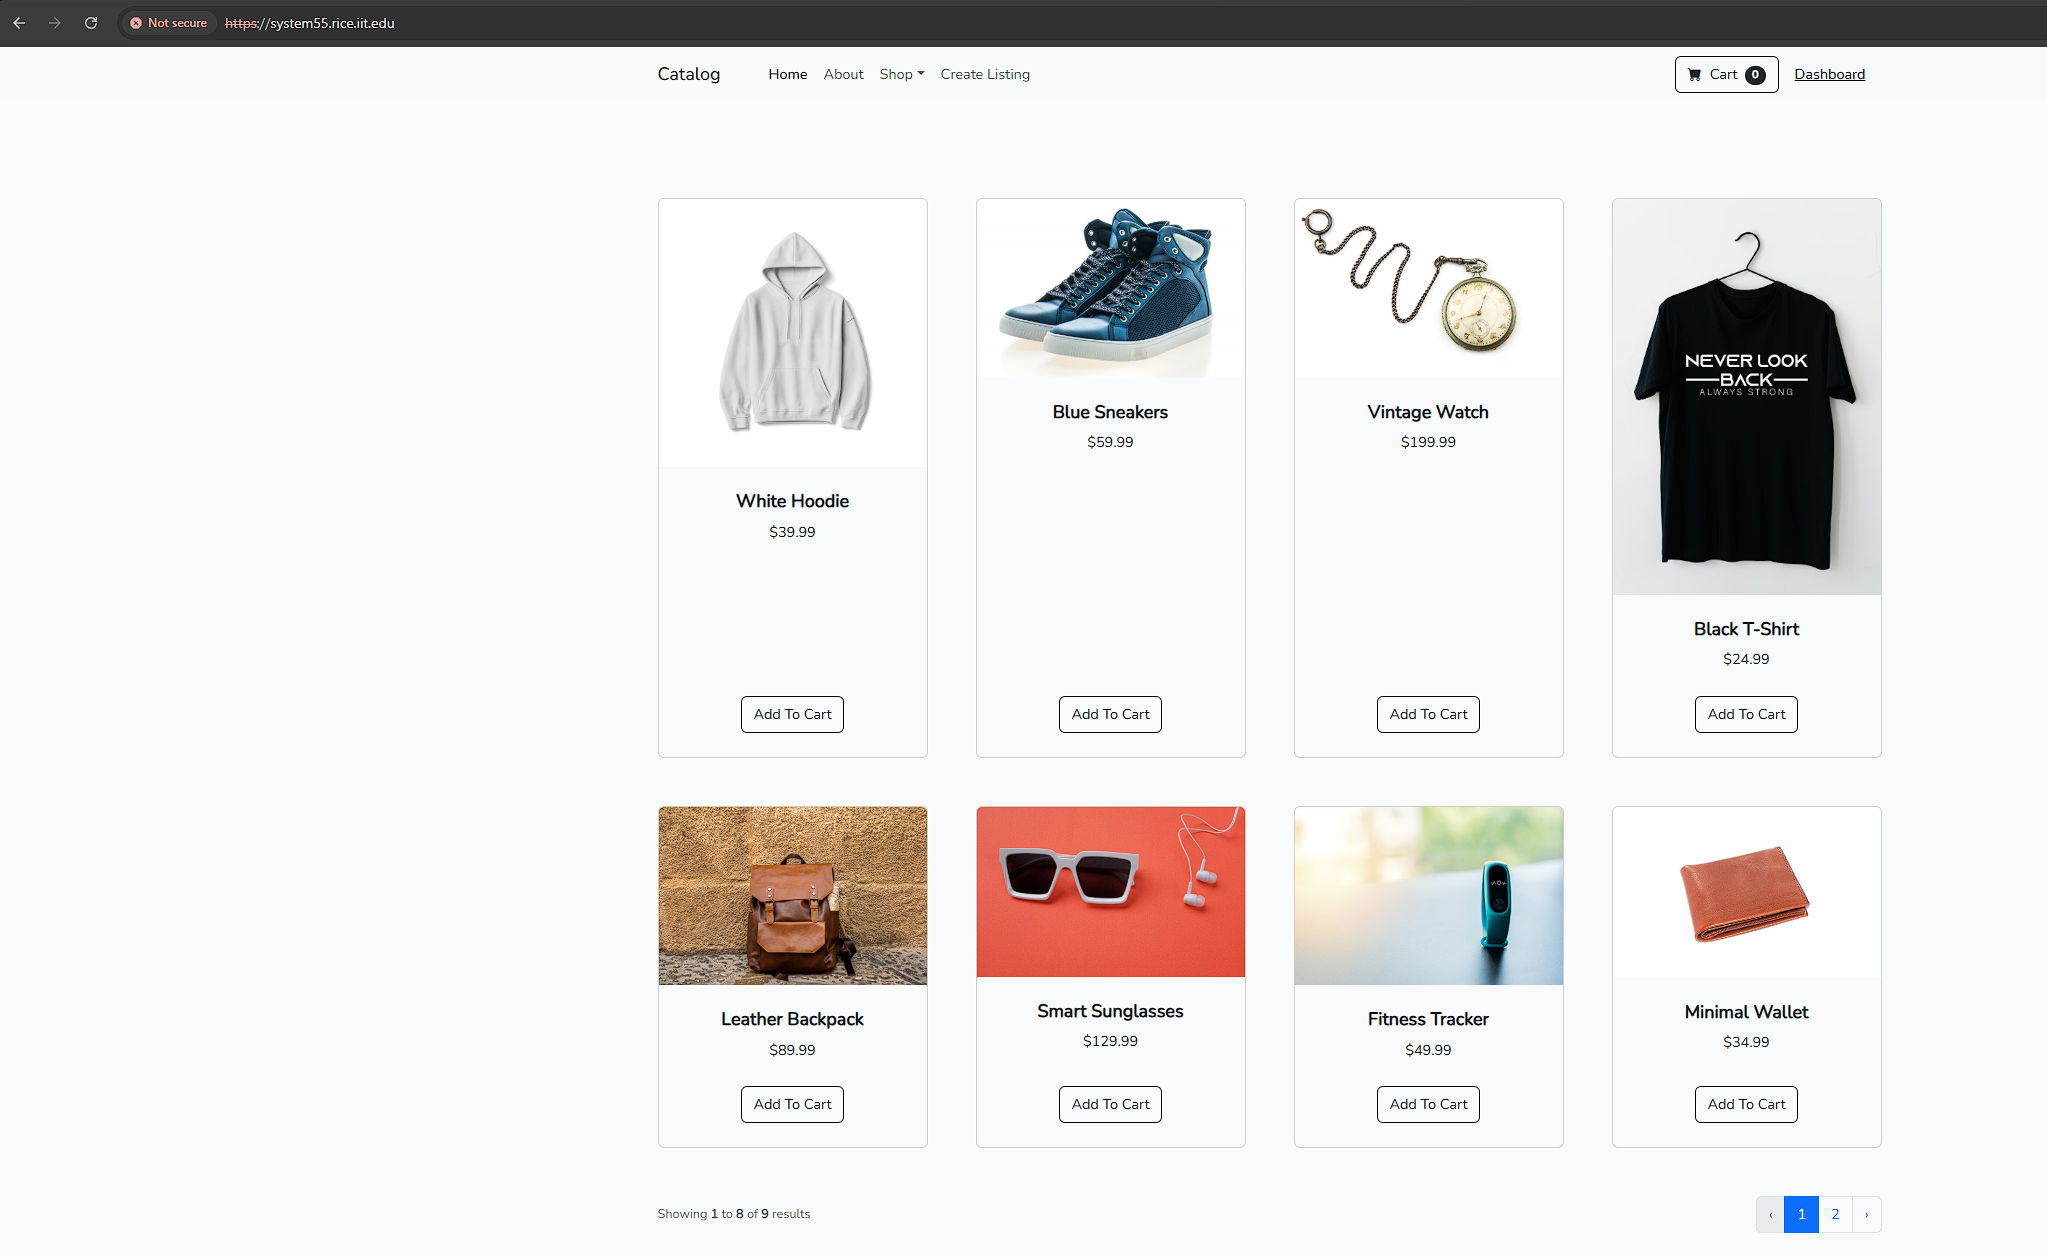 Not secure https://system55.rice.iit.edu
Catalog Home About Shop Create Listing Cart 0 Dashboard
NEVER LOOK
BACK
ALWAYS STRONG
White Hoodie
$39.99
Add To Cart
Blue Sneakers
$59.99
Add To Cart
Vintage Watch
$199.99
Add To Cart
Black T-Shirt
$24.99
Add To Cart
Leather Backpack
$89.99
Add To Cart
Smart Sunglasses
$129.99
Add To Cart
Fitness Tracker
$49.99
Add To Cart
Minimal Wallet
$34.99
Add To Cart
Showing 1 to 8 of 9 results
‹ 1 2 ›